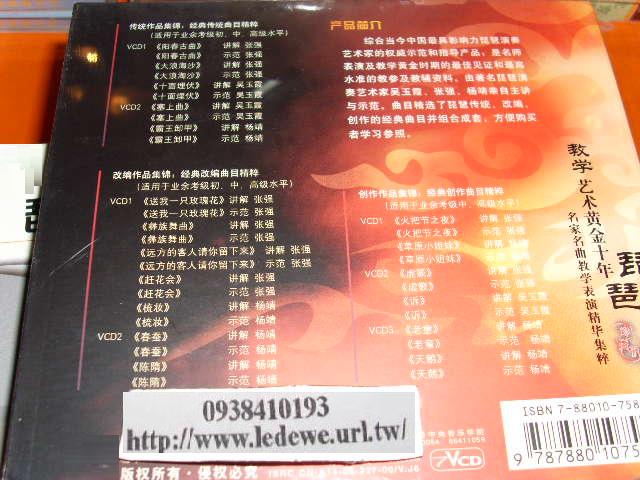 传统作品集锦，经典传统曲目精粹
(适用于业余考级初、中、高级水平)
VCD1 《阳春古曲》 讲解 张强
《阳春古曲》 示范 张强
《大浪淘沙》 讲解 张强
《大浪淘沙》 示范 张强
《十面埋伏》 讲解 吴玉霞
《十面埋伏》 示范 吴玉霞
VCD2 《塞上曲》 讲解 吴玉霞
《塞上曲》 示范 吴玉霞
《霸王卸甲》 讲解 杨靖
《霸王卸甲》 示范 杨靖
产品简介
综合当今中国最具影响力琵琶演奏
艺术家的权威示范和指导产品，是名师
表演及教学黄金时期的最佳见证和最高
水准的教学及教辅资料。由著名琵琶演
奏艺术家吴玉霞、张强、杨靖亲自主讲
与示范。曲目精选了琵琶传统、改编、
创作的经典曲目并组合成套，方便购买
者学习参照。
改编作品集锦，经典改编曲目精粹
(适用于业余考级初、中、高级水平)
VCD1 《送我一只玫瑰花》 讲解 张强
《送我一只玫瑰花》 示范 张强
《彝族舞曲》 讲解 张强
《彝族舞曲》 示范 张强
《远方的客人请你留下来》 讲解 张强
《远方的客人请你留下来》 示范 张强
《赶花会》 讲解 张强
《赶花会》 示范 张强
《梳妆》 讲解 杨靖
《梳妆》 示范 杨靖
VCD2 《春蚕》 讲解 杨靖
《春蚕》 示范 杨靖
《陈隋》 讲解 杨靖
《陈隋》 示范 杨靖
创作作品集锦，经典创作曲目精粹
(适用于业余考级中、高级水平)
VCD1 《火把节之夜》 讲解 张强
《火把节之夜》 示范 张强
《草原小姐妹》 讲解 张强
《草原小姐妹》 示范 张强
VCD2 讲解
示范
《诉》 讲解 吴玉霞
《诉》 示范 吴玉霞
VCD3 《老童》 讲解 杨靖
《老童》 示范 杨靖
《天鹅》 讲解 杨靖
《天鹅》 示范 杨靖
教学艺术黄金十年
名家名曲教学表演精华集粹
琵琶
0938410193
http://www.ledewe.url.tw/
版权所有·侵权必究
VCD
ISBN 7-88010-758
9 787880 1075